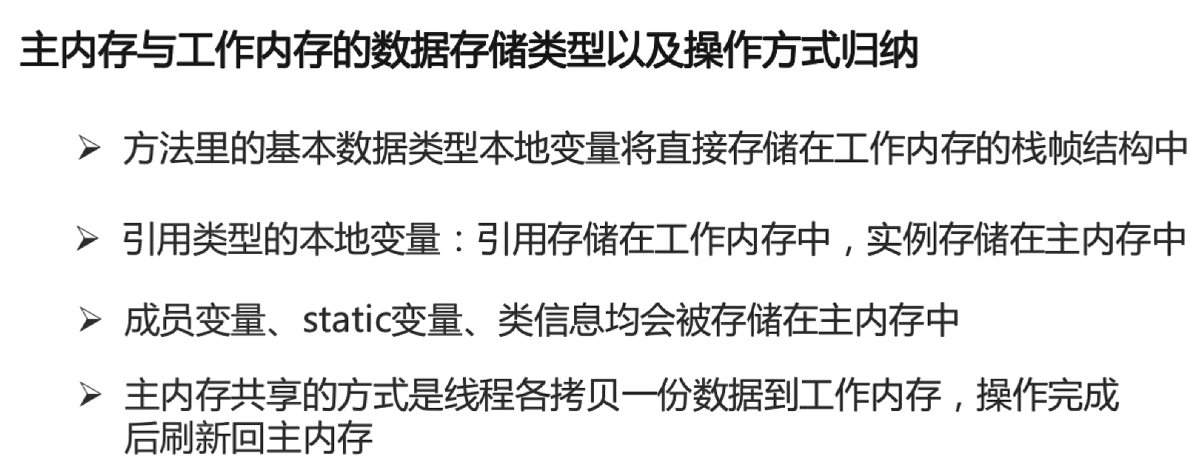 主内存与工作内存的数据存储类型以及操作方式归纳
➢ 方法里的基本数据类型本地变量将直接存储在工作内存的栈帧结构中
➢ 引用类型的本地变量：引用存储在工作内存中，实例存储在主内存中
➢ 成员变量、static变量、类信息均会被存储在主内存中
➢ 主内存共享的方式是线程各拷贝一份数据到工作内存，操作完成
后刷新回主内存